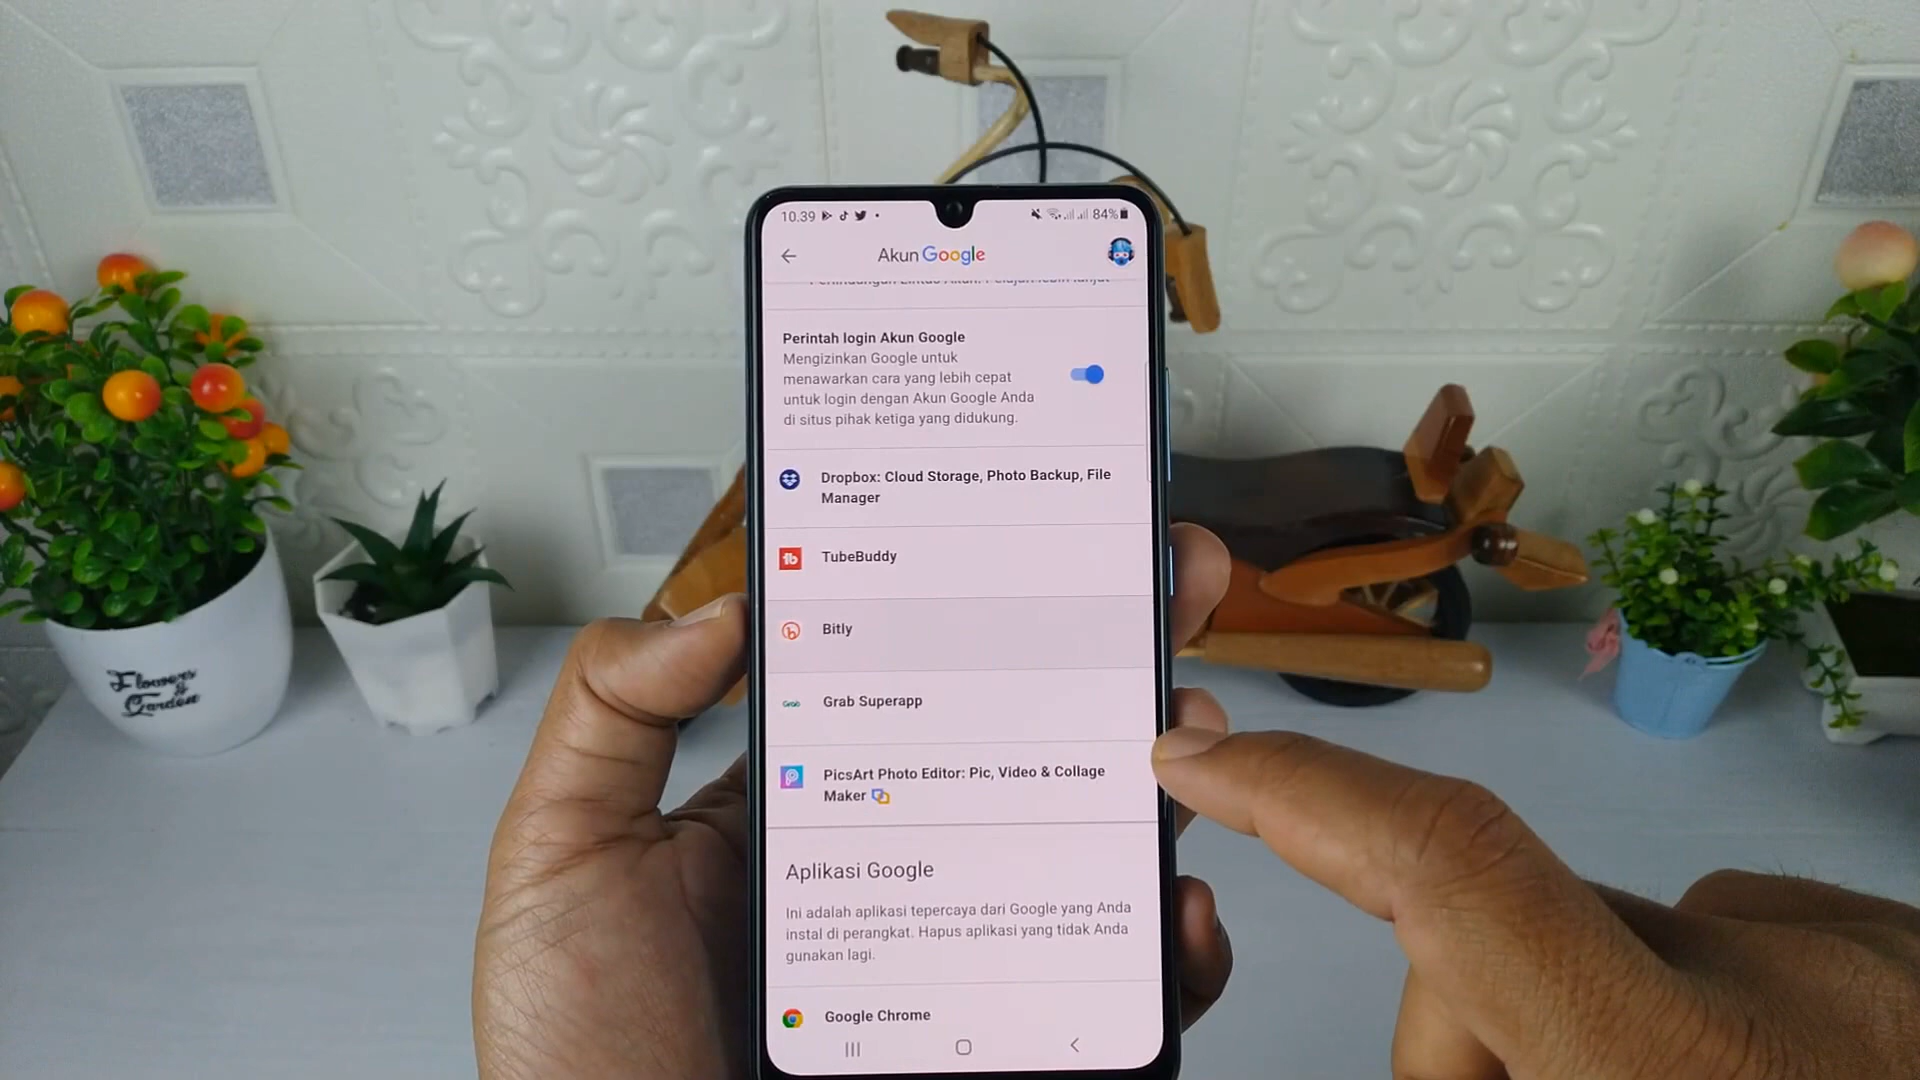 10.39
84%
Akun Google
Perintah login Akun Google
Mengizinkan Google untuk
menawarkan cara yang lebih cepat
untuk login dengan Akun Google Anda
di situs pihak ketiga yang didukung.
Dropbox: Cloud Storage, Photo Backup, File
Manager
TubeBuddy
Bitly
Grab
Grab Superapp
PicsArt Photo Editor: Pic, Video & Collage
Maker
Aplikasi Google
Ini adalah aplikasi tepercaya dari Google yang Anda
instal di perangkat. Hapus aplikasi yang tidak Anda
gunakan lagi.
Google Chrome
Flowers
&
Garden